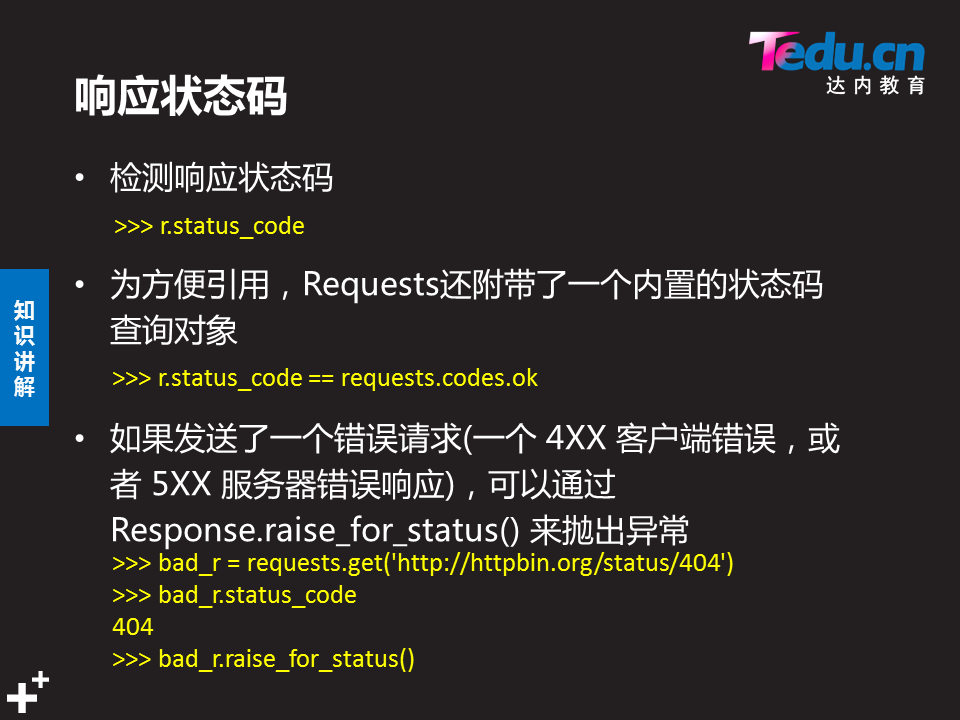 Tedu.cn
达内教育
响应状态码
• 检测响应状态码
>>> r.status_code
• 为方便引用，Requests还附带了一个内置的状态码
查询对象
>>> r.status_code == requests.codes.ok
知识讲解
• 如果发送了一个错误请求(一个 4XX 客户端错误，或
者 5XX 服务器错误响应)，可以通过
Response.raise_for_status() 来抛出异常
>>> bad_r = requests.get('http://httpbin.org/status/404')
>>> bad_r.status_code
404
>>> bad_r.raise_for_status()